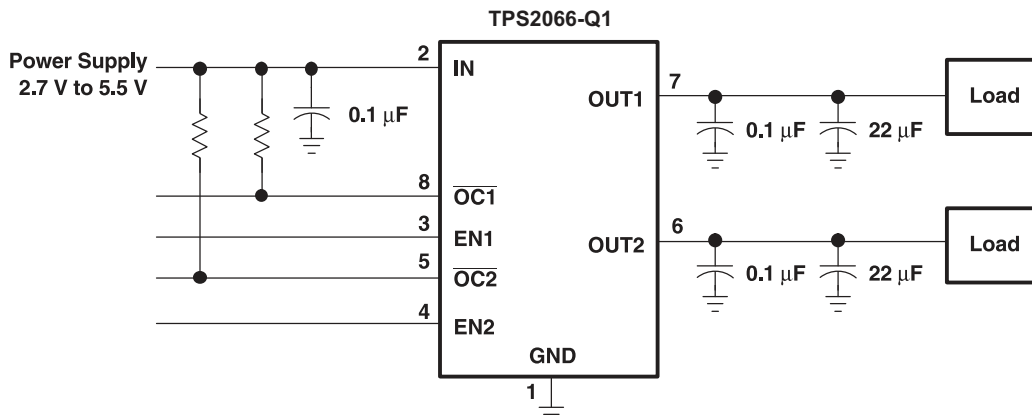 TPS2066-Q1
Power Supply
2.7 V to 5.5 V
2
IN
0.1 μF
OUT1
7
0.1 μF
22 μF
Load
8
OC1
3
EN1
5
OC2
4
EN2
OUT2
6
0.1 μF
22 μF
Load
GND
1